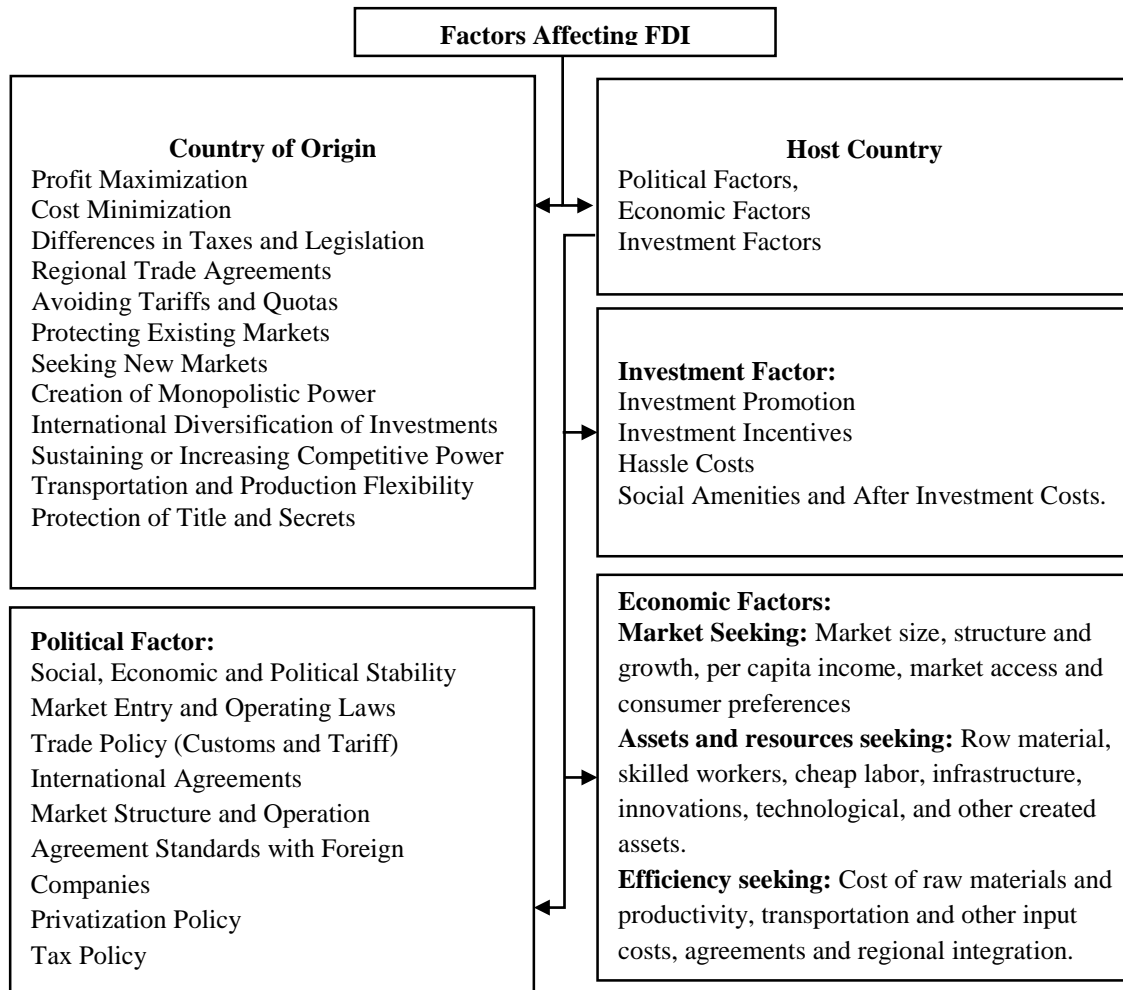 Factors Affecting FDI
Country of Origin
Profit Maximization
Cost Minimization
Differences in Taxes and Legislation
Regional Trade Agreements
Avoiding Tariffs and Quotas
Protecting Existing Markets
Seeking New Markets
Creation of Monopolistic Power
International Diversification of Investments
Sustaining or Increasing Competitive Power
Transportation and Production Flexibility
Protection of Title and Secrets
Host Country
Political Factors,
Economic Factors
Investment Factors
Investment Factor:
Investment Promotion
Investment Incentives
Hassle Costs
Social Amenities and After Investment Costs.
Political Factor:
Social, Economic and Political Stability
Market Entry and Operating Laws
Trade Policy (Customs and Tariff)
International Agreements
Market Structure and Operation
Agreement Standards with Foreign
Companies
Privatization Policy
Tax Policy
Economic Factors:
Market Seeking: Market size, structure and
growth, per capita income, market access and
consumer preferences
Assets and resources seeking: Row material,
skilled workers, cheap labor, infrastructure,
innovations, technological, and other created
assets.
Efficiency seeking: Cost of raw materials and
productivity, transportation and other input
costs, agreements and regional integration.